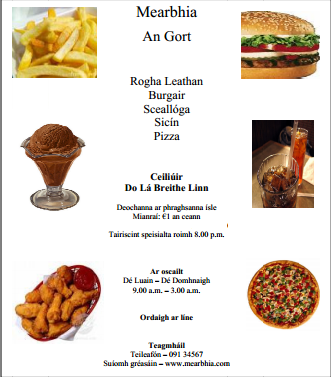 Mearbhia
An Gort
Rogha Leathan
Burgair
Sceallóga
Sicín
Pizza
Ceiliúir
Do Lá Breithe Linn
Deochanna ar phraghsanna ísle
Mianraí: €1 an ceann
Tairiscint speisialta roimh 8.00 p.m.
Ar oscailt
Dé Luain – Dé Domhnaigh
9.00 a.m. – 3.00 a.m.
Ordaigh ar líne
Teagmháil
Teileafón – 091 34567
Suíomh gréasáin – www.mearbhia.com